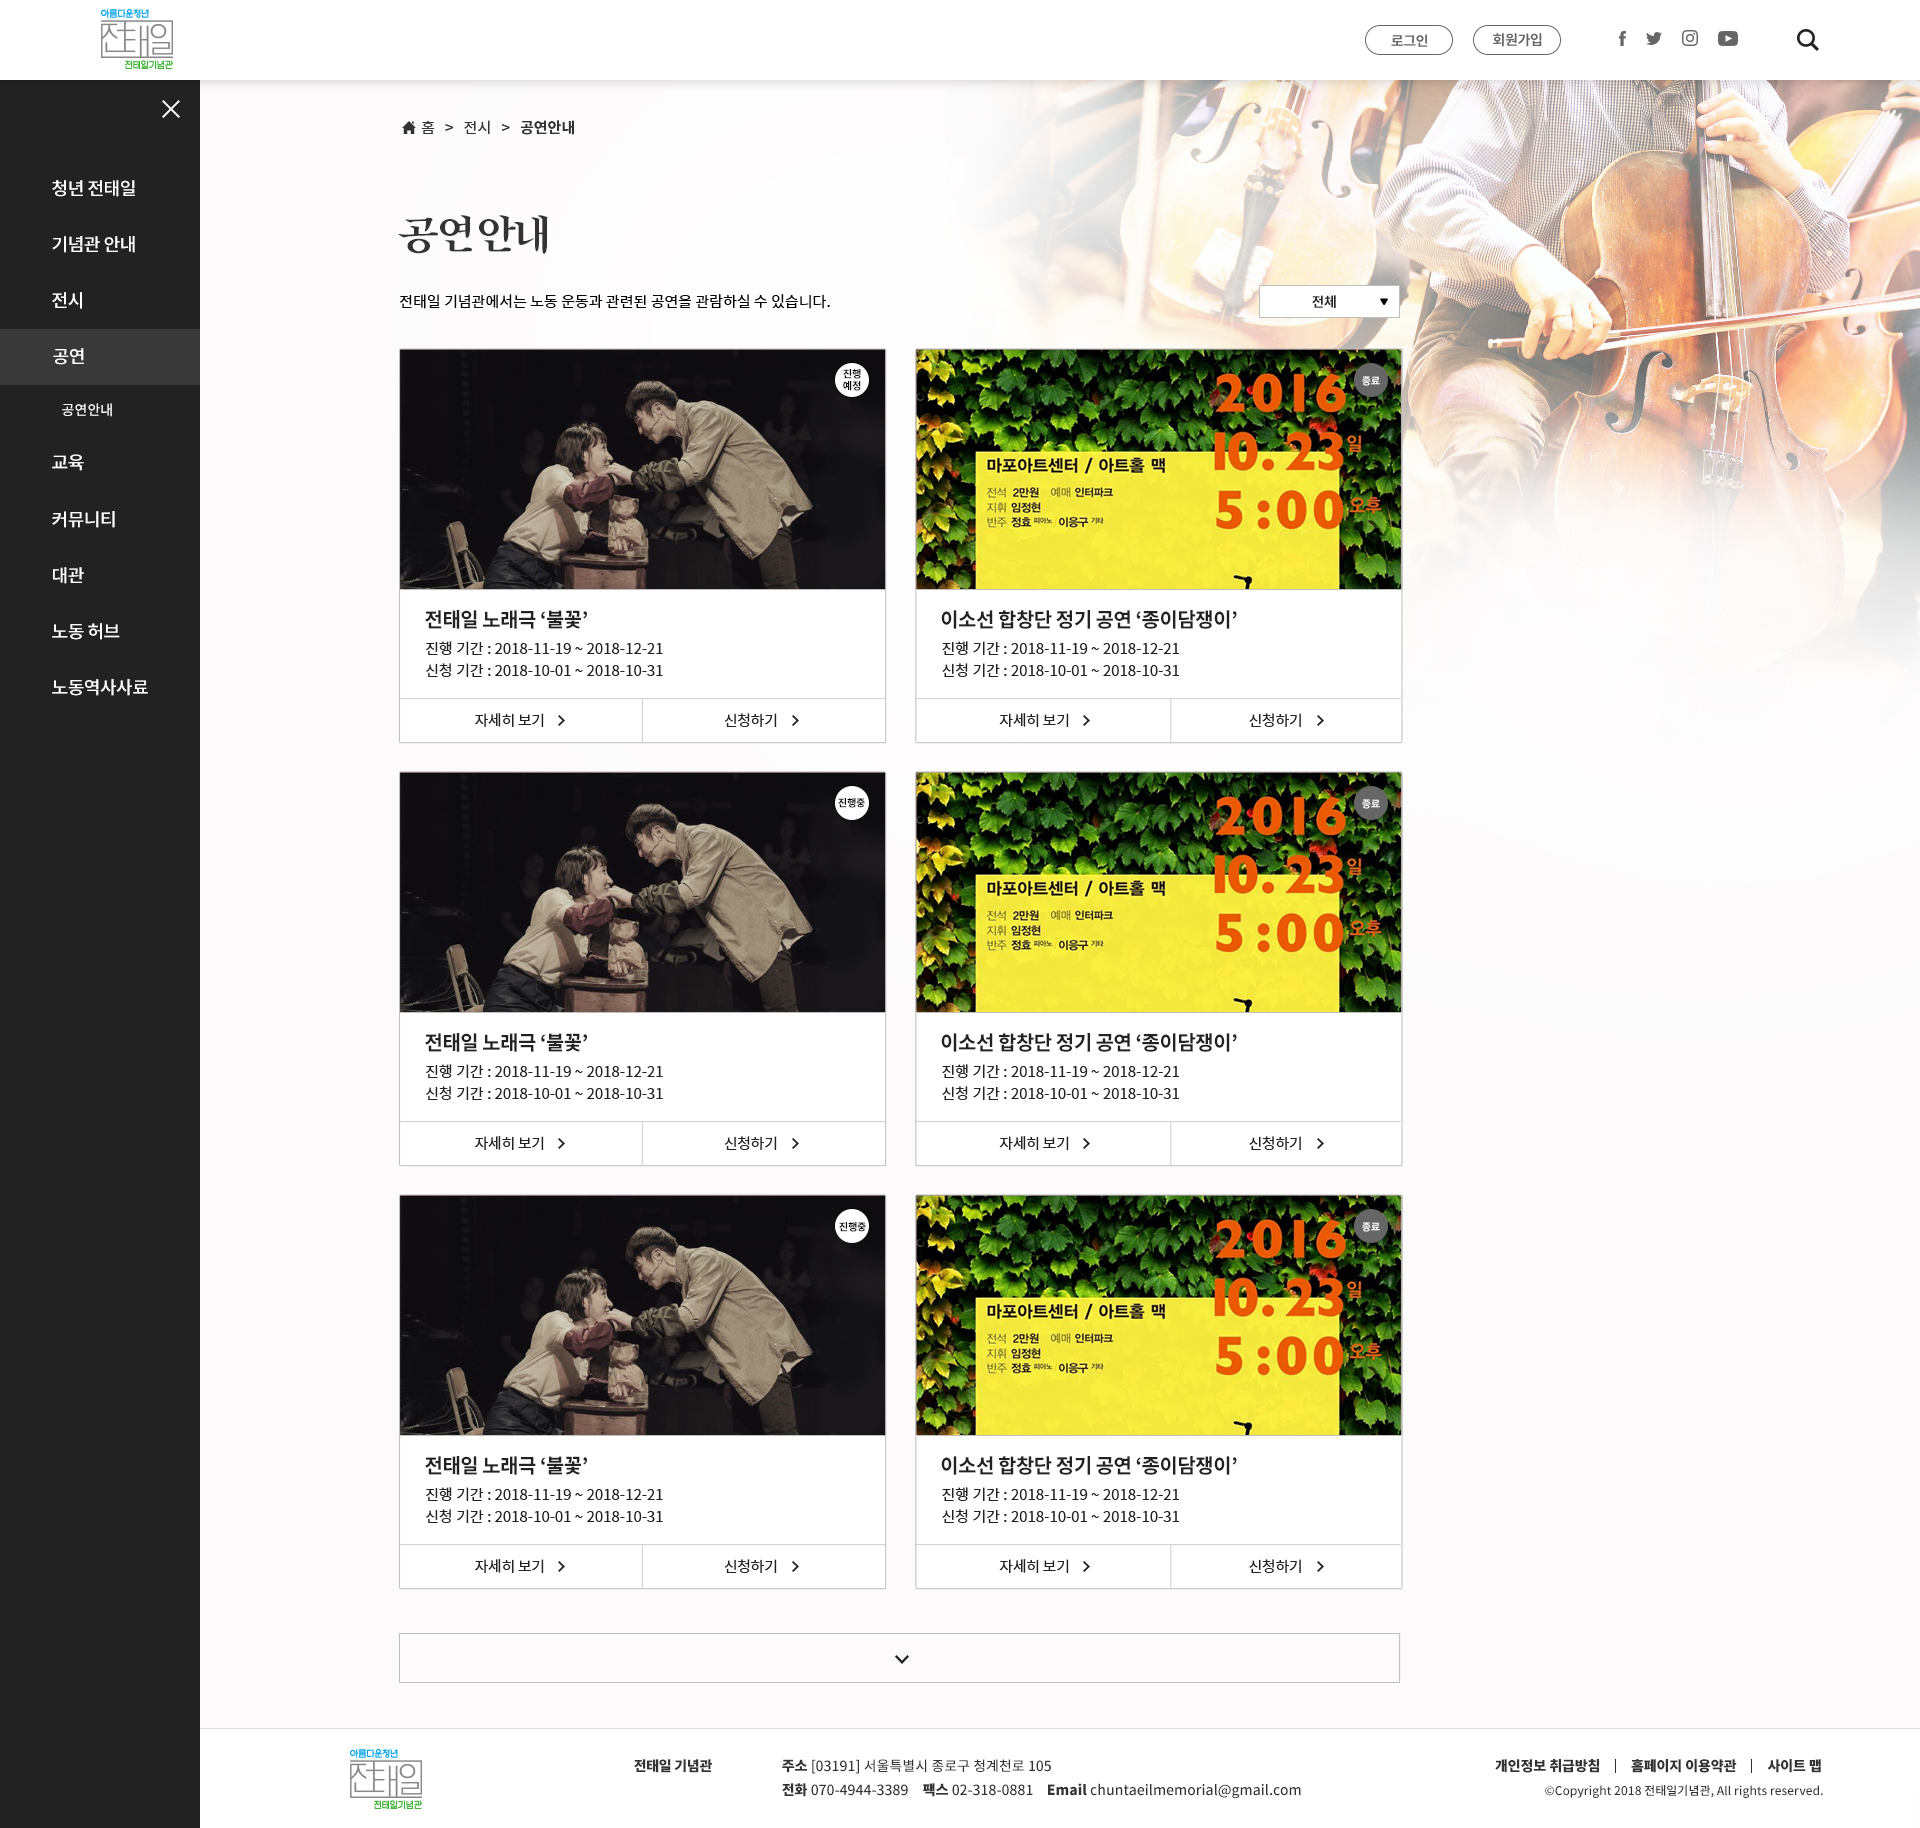 아름다운청년
전태일
전태일기념관
로그인
회원가입
홈 > 전시 > 공연안내
청년 전태일
기념관 안내
전시
공연
공연안내
교육
커뮤니티
대관
노동 허브
노동역사사료
공연안내
전태일 기념관에서는 노동 운동과 관련된 공연을 관람하실 수 있습니다.
전체
진행
예정
전태일 노래극 ‘불꽃’
진행 기간 : 2018-11-19 ~ 2018-12-21
신청 기간 : 2018-10-01 ~ 2018-10-31
자세히 보기
신청하기
종료
2016
10.23일
5:00오후
마포아트센터 / 아트홀 맥
전석 2만원 예매 인터파크
지휘 임정현
반주 정효 피아노 / 이응구 기타
이소선 합창단 정기 공연 ‘종이담쟁이’
진행 기간 : 2018-11-19 ~ 2018-12-21
신청 기간 : 2018-10-01 ~ 2018-10-31
자세히 보기
신청하기
진행중
전태일 노래극 ‘불꽃’
진행 기간 : 2018-11-19 ~ 2018-12-21
신청 기간 : 2018-10-01 ~ 2018-10-31
자세히 보기
신청하기
종료
2016
10.23일
5:00오후
마포아트센터 / 아트홀 맥
전석 2만원 예매 인터파크
지휘 임정현
반주 정효 피아노 / 이응구 기타
이소선 합창단 정기 공연 ‘종이담쟁이’
진행 기간 : 2018-11-19 ~ 2018-12-21
신청 기간 : 2018-10-01 ~ 2018-10-31
자세히 보기
신청하기
진행중
전태일 노래극 ‘불꽃’
진행 기간 : 2018-11-19 ~ 2018-12-21
신청 기간 : 2018-10-01 ~ 2018-10-31
자세히 보기
신청하기
종료
2016
10.23일
5:00오후
마포아트센터 / 아트홀 맥
전석 2만원 예매 인터파크
지휘 임정현
반주 정효 피아노 / 이응구 기타
이소선 합창단 정기 공연 ‘종이담쟁이’
진행 기간 : 2018-11-19 ~ 2018-12-21
신청 기간 : 2018-10-01 ~ 2018-10-31
자세히 보기
신청하기
아름다운청년
전태일
전태일기념관
전태일 기념관
주소 [03191] 서울특별시 종로구 청계천로 105
전화 070-4944-3389 팩스 02-318-0881 Email chuntaeilmemorial@gmail.com
개인정보 취급방침 | 홈페이지 이용약관 | 사이트 맵
©Copyright 2018 전태일기념관, All rights reserved.